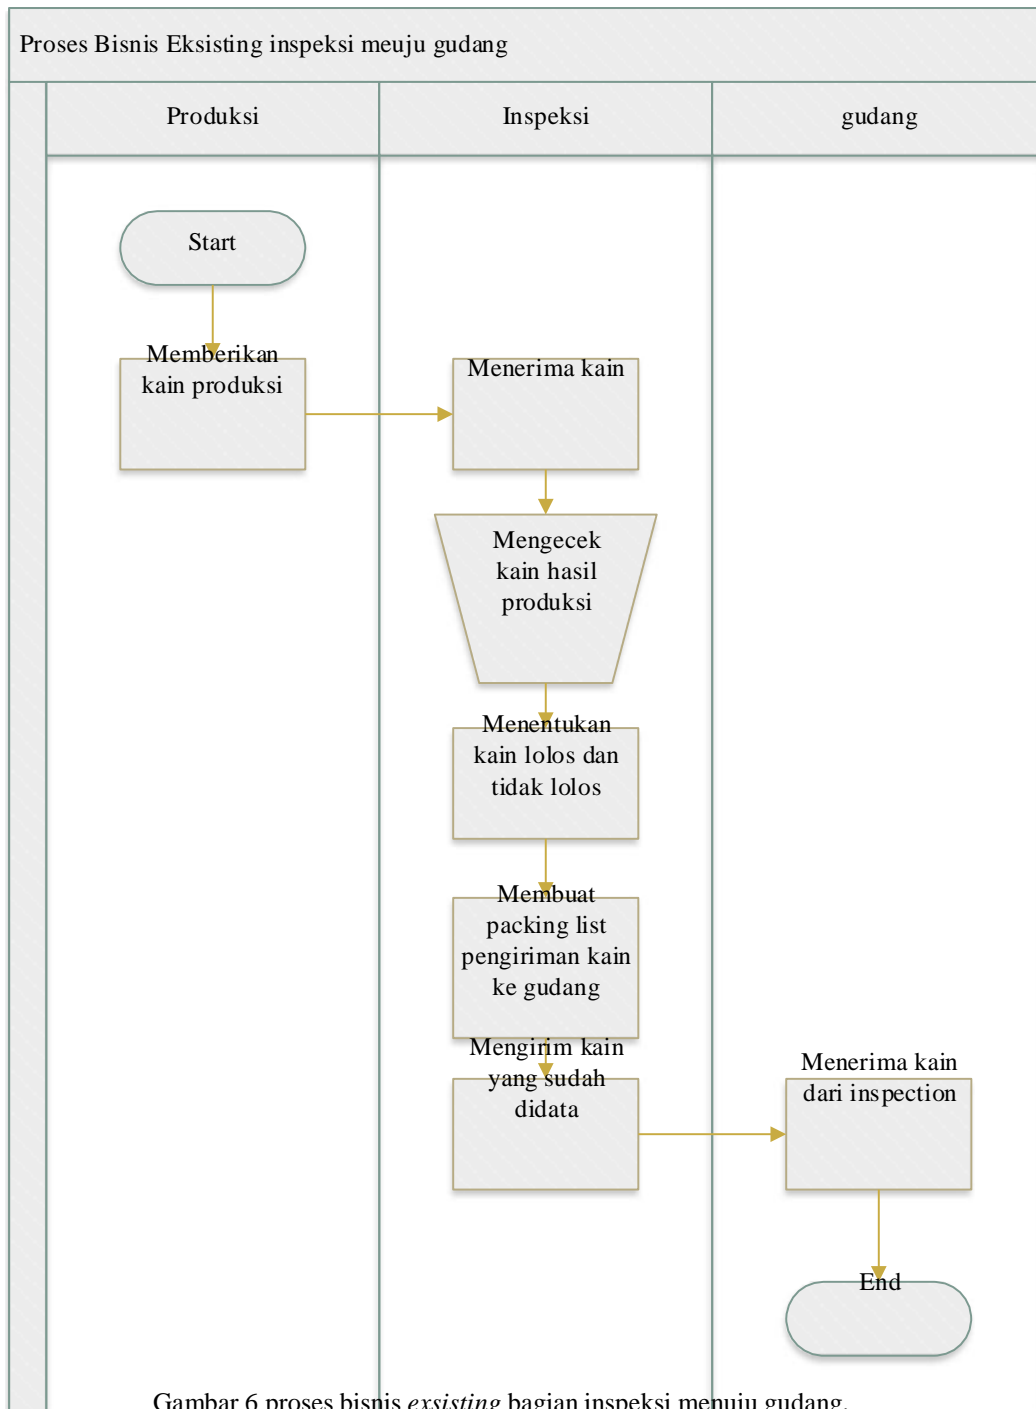 Proses Bisnis Eksisting inspeksi meuju gudang
Produksi
Inspeksi
gudang
Start
Memberikan
kain produksi
Menerima kain
Mengecek
kain hasil
produksi
Menentukan
kain lolos dan
tidak lolos
Membuat
packing list
pengiriman kain
ke gudang
Mengirim kain
yang sudah
didata
Menerima kain
dari inspection
End
Gambar 6 proses bisnis exsisting bagian inspeksi menuju gudang.